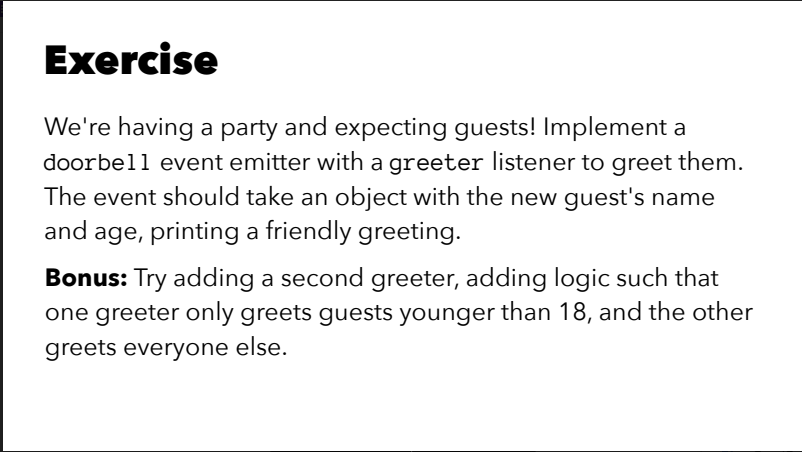 Exercise
We're having a party and expecting guests! Implement a
doorbell event emitter with a greeter listener to greet them.
The event should take an object with the new guest's name
and age, printing a friendly greeting.
Bonus: Try adding a second greeter, adding logic such that
one greeter only greets guests younger than 18, and the other
greets everyone else.